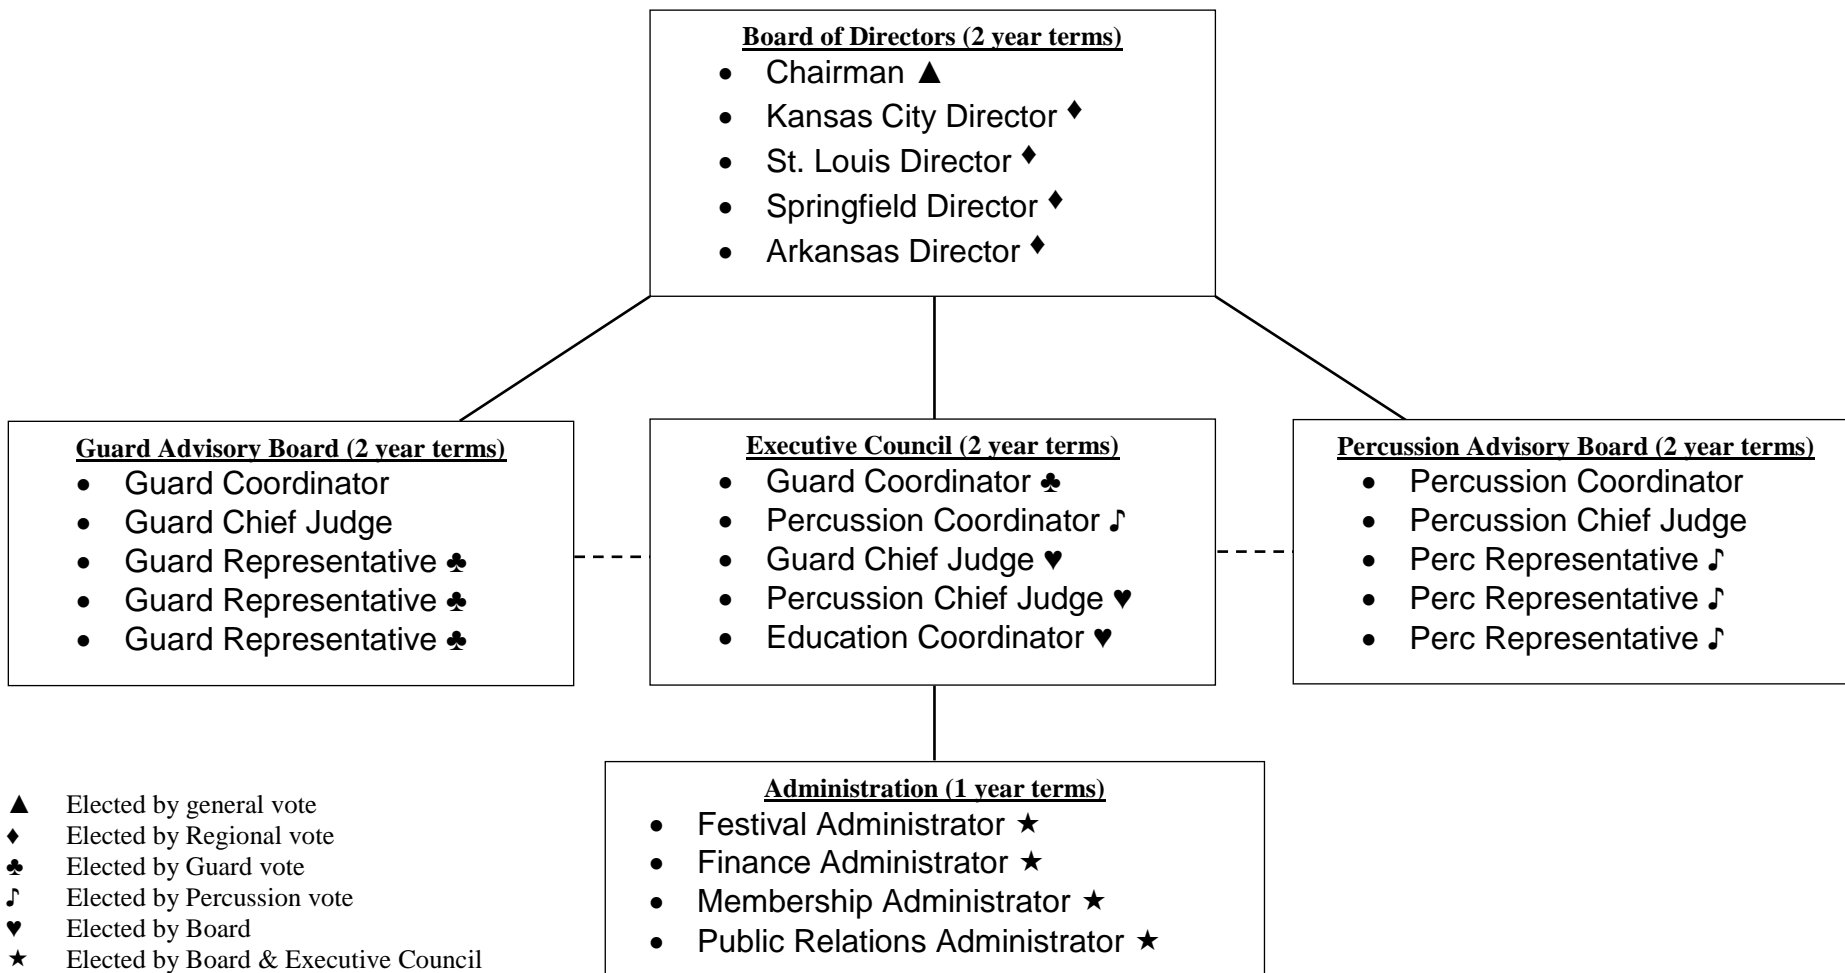 Board of Directors (2 year terms)
• Chairman ▲
• Kansas City Director ♦
• St. Louis Director ♦
• Springfield Director ♦
• Arkansas Director ♦
Guard Advisory Board (2 year terms)
• Guard Coordinator
• Guard Chief Judge
• Guard Representative ♣
• Guard Representative ♣
• Guard Representative ♣
Executive Council (2 year terms)
• Guard Coordinator ♣
• Percussion Coordinator ♪
• Guard Chief Judge ♥
• Percussion Chief Judge ♥
• Education Coordinator ♥
Percussion Advisory Board (2 year terms)
• Percussion Coordinator
• Percussion Chief Judge
• Perc Representative ♪
• Perc Representative ♪
• Perc Representative ♪
Administration (1 year terms)
• Festival Administrator ★
• Finance Administrator ★
• Membership Administrator ★
• Public Relations Administrator ★
▲ Elected by general vote
♦ Elected by Regional vote
♣ Elected by Guard vote
♪ Elected by Percussion vote
♥ Elected by Board
★ Elected by Board & Executive Council